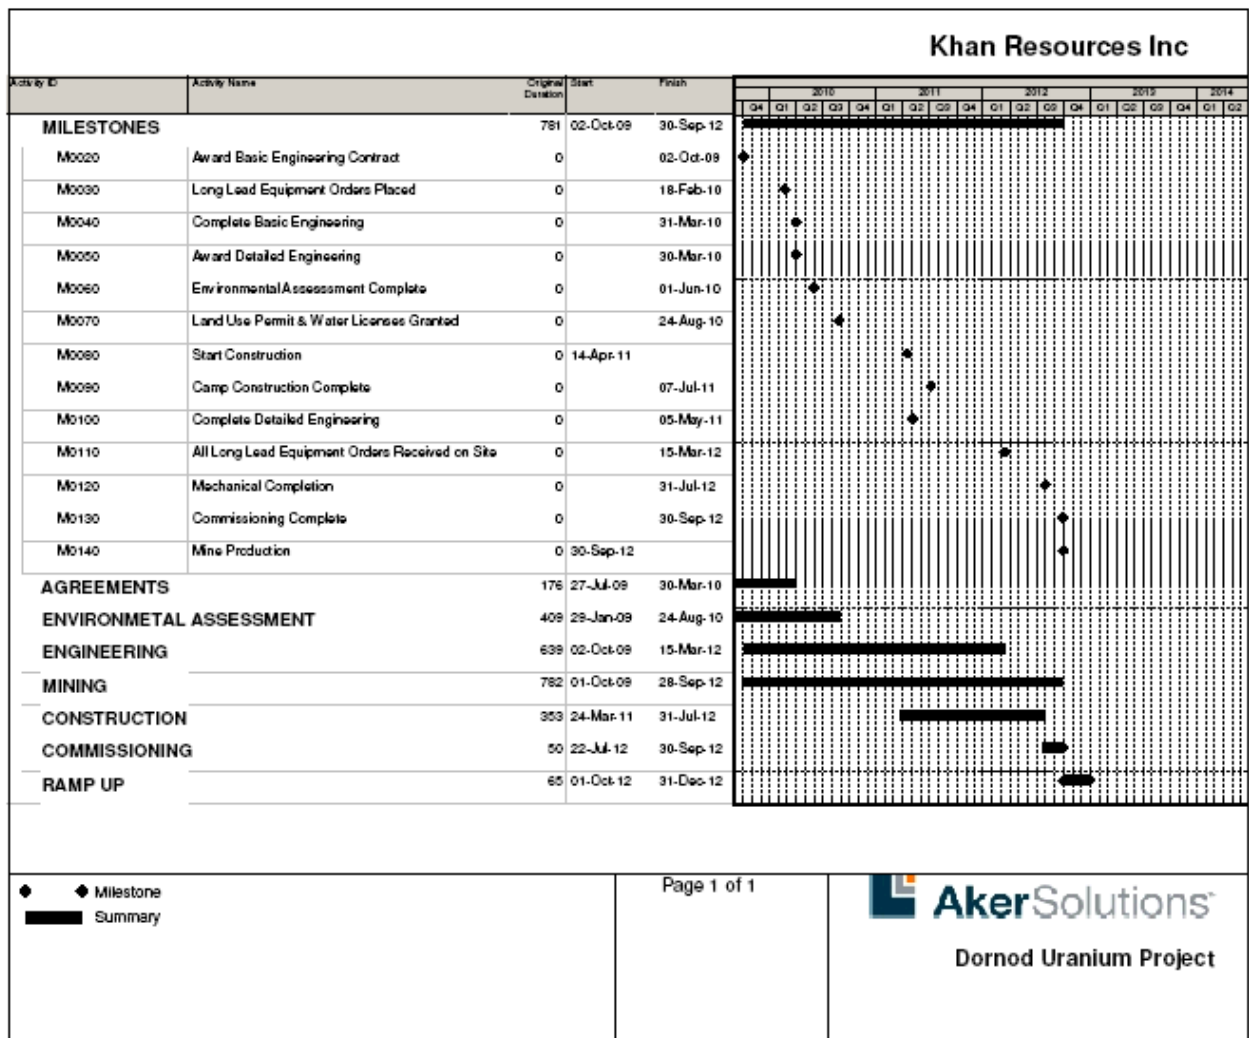 Khan Resources Inc
Activity ID Activity Name Original Duration Start Finish
2010 2011 2012 2013 2014
Q4 Q1 Q2 Q3 Q4 Q1 Q2 Q3 Q4 Q1 Q2 Q3 Q4 Q1 Q2 Q3 Q4 Q1 Q2
MILESTONES 781 02-Oct-09 30-Sep-12
M0020 Award Basic Engineering Contract 0 02-Oct-09
M0030 Long Lead Equipment Orders Placed 0 18-Feb-10
M0040 Complete Basic Engineering 0 31-Mar-10
M0050 Award Detailed Engineering 0 30-Mar-10
M0060 Environmental Assesssment Complete 0 01-Jun-10
M0070 Land Use Permit & Water Licenses Granted 0 24-Aug-10
M0080 Start Construction 0 14-Apr-11
M0090 Camp Construction Complete 0 07-Jul-11
M0100 Complete Detailed Engineering 0 05-May-11
M0110 All Long Lead Equipment Orders Received on Site 0 15-Mar-12
M0120 Mechanical Completion 0 31-Jul-12
M0130 Commissioning Complete 0 30-Sep-12
M0140 Mine Production 0 30-Sep-12
AGREEMENTS 176 27-Jul-09 30-Mar-10
ENVIRONMETAL ASSESSMENT 409 29-Jan-09 24-Aug-10
ENGINEERING 639 02-Oct-09 15-Mar-12
MINING 782 01-Oct-09 28-Sep-12
CONSTRUCTION 353 24-Mar-11 31-Jul-12
COMMISSIONING 50 22-Jul-12 30-Sep-12
RAMP UP 65 01-Oct-12 31-Dec-12
Milestone
Summary
Page 1 of 1
AkerSolutions
Dornod Uranium Project